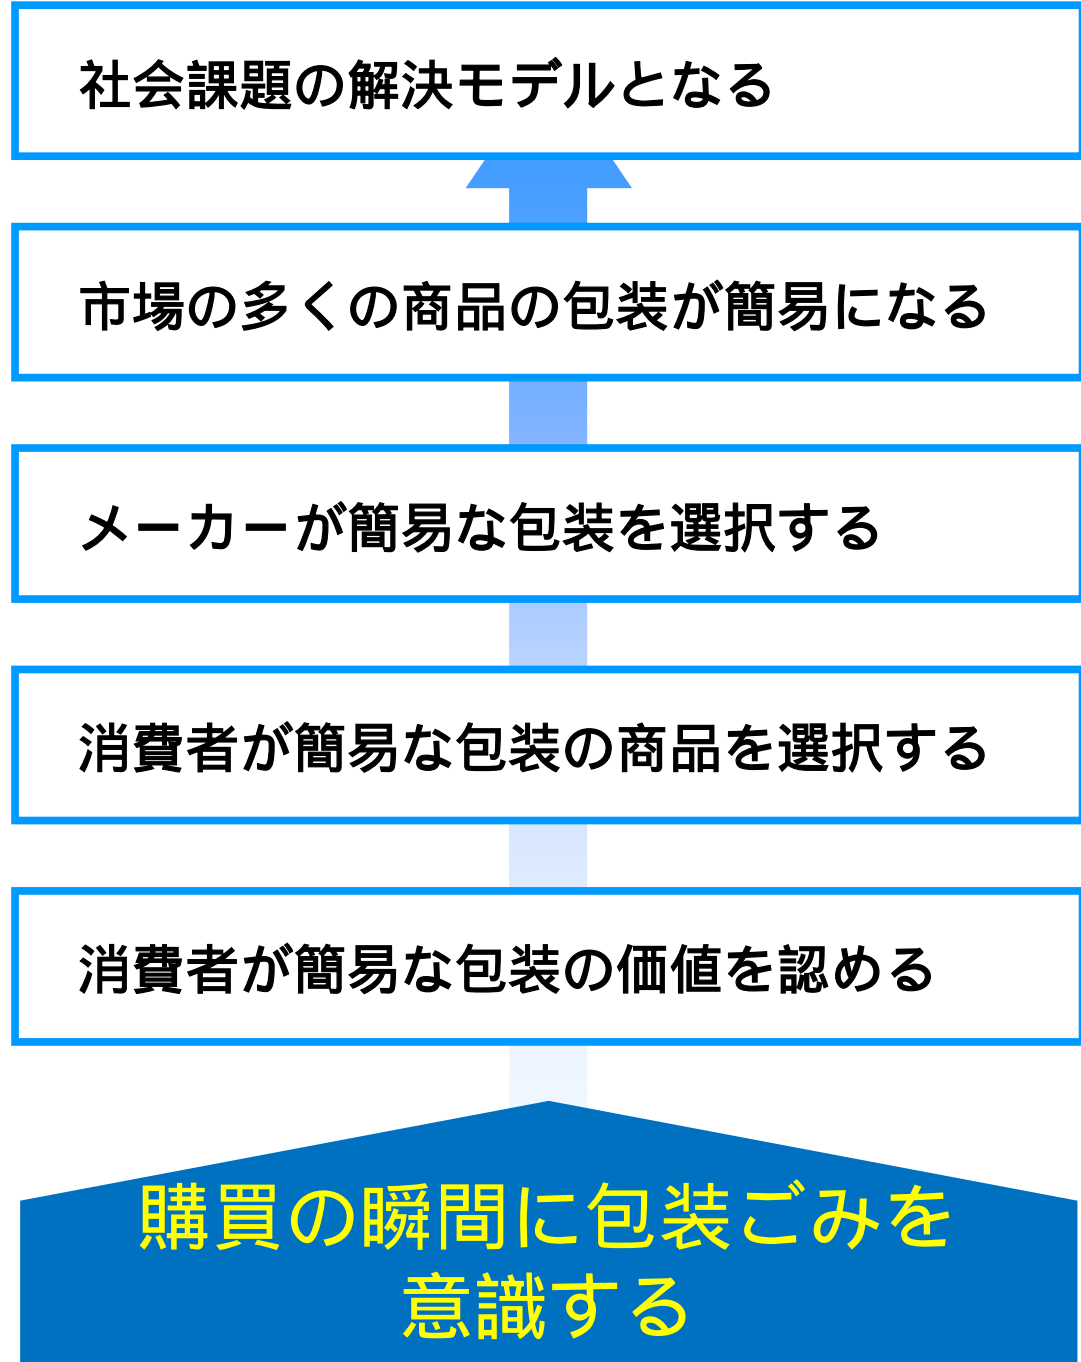 社会課題の解決モデルとなる
市場の多くの商品の包装が簡易になる
メーカーが簡易な包装を選択する
消費者が簡易な包装の商品を選択する
消費者が簡易な包装の価値を認める
購買の瞬間に包装ごみを
意識する